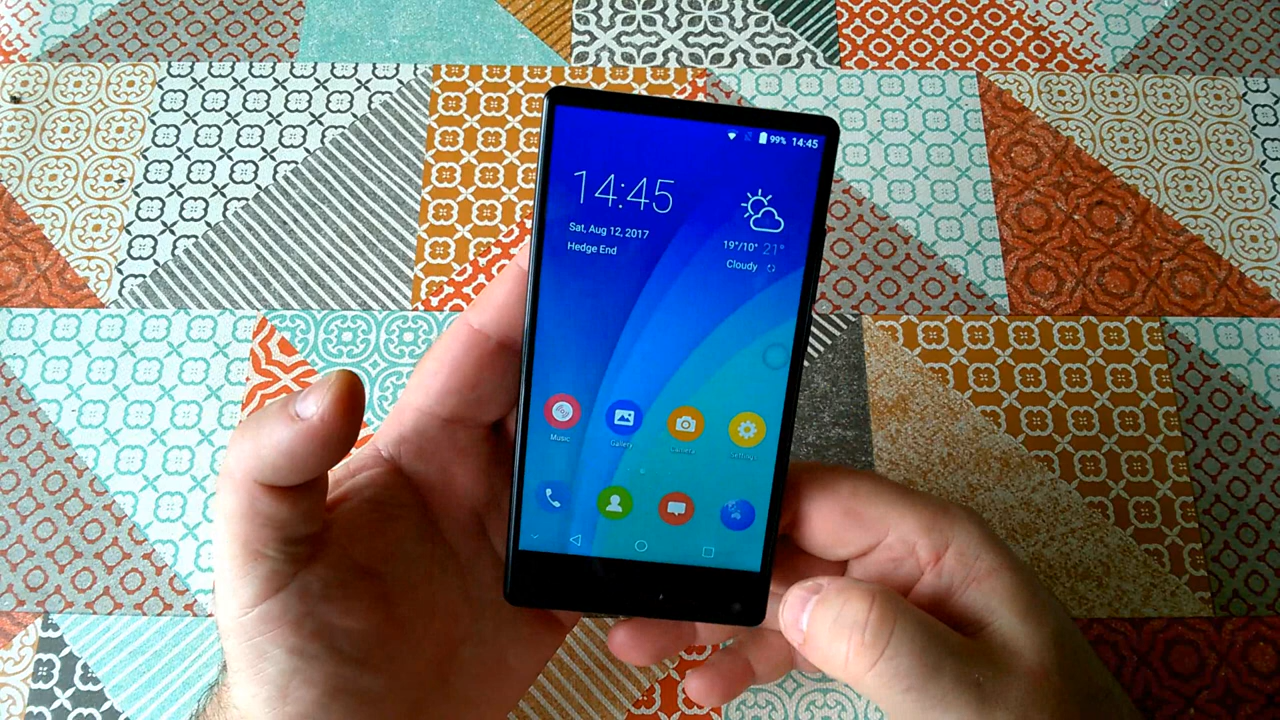 99% 14:45
14:45
Sat, Aug 12, 2017
Hedge End
19°/10° 21°
Cloudy
Music
Gallery
Camera
Settings